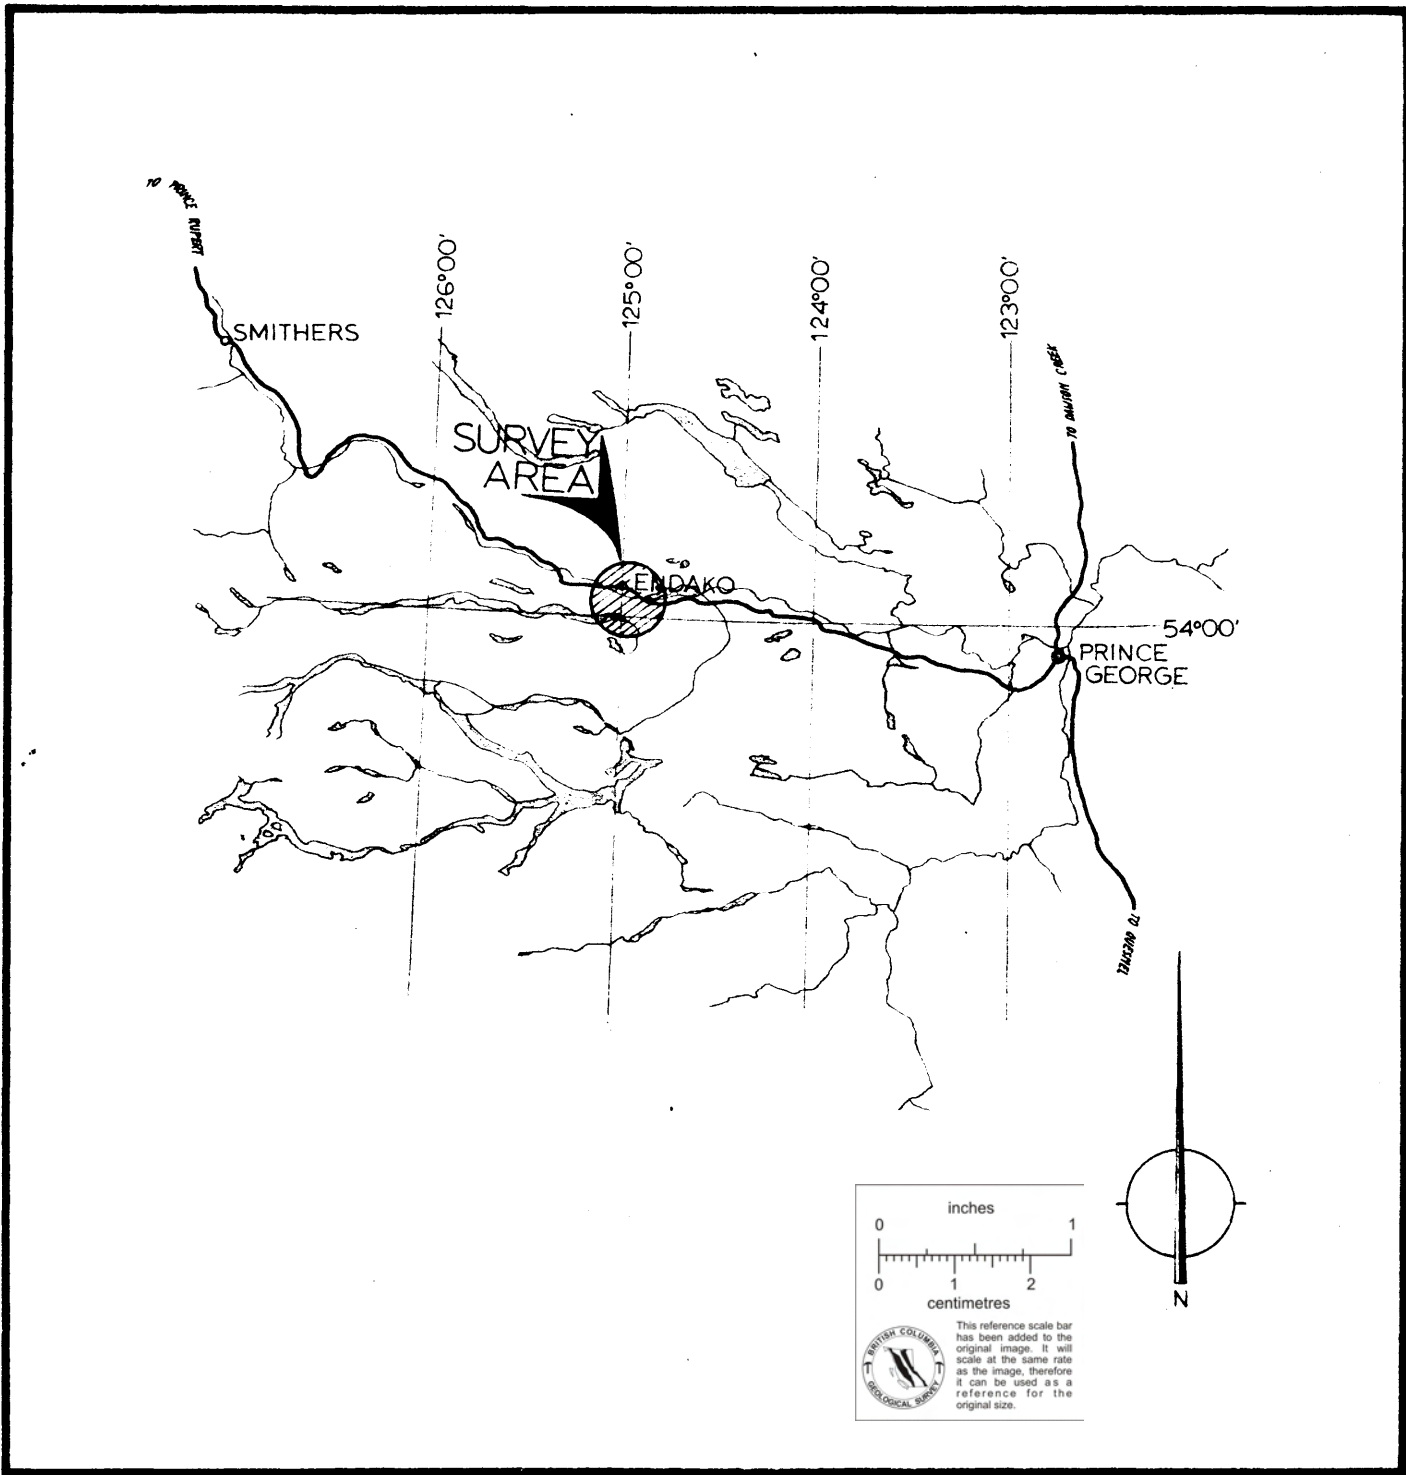 TO PRINCE RUPERT
SMITHERS
126°00'
125°00'
124°00'
123°00'
TO DAWSON CREEK
SURVEY
AREA
ENDAKO
54°00'
PRINCE
GEORGE
TO QUESNEL
N
inches
0 1
0 1 2
centimetres
This reference scale bar
has been added to the
original image. It will
scale at the same rate
as the image, therefore
it can be used as a
reference for the
original size.
BRITISH COLUMBIA
GEOLOGICAL SURVEY